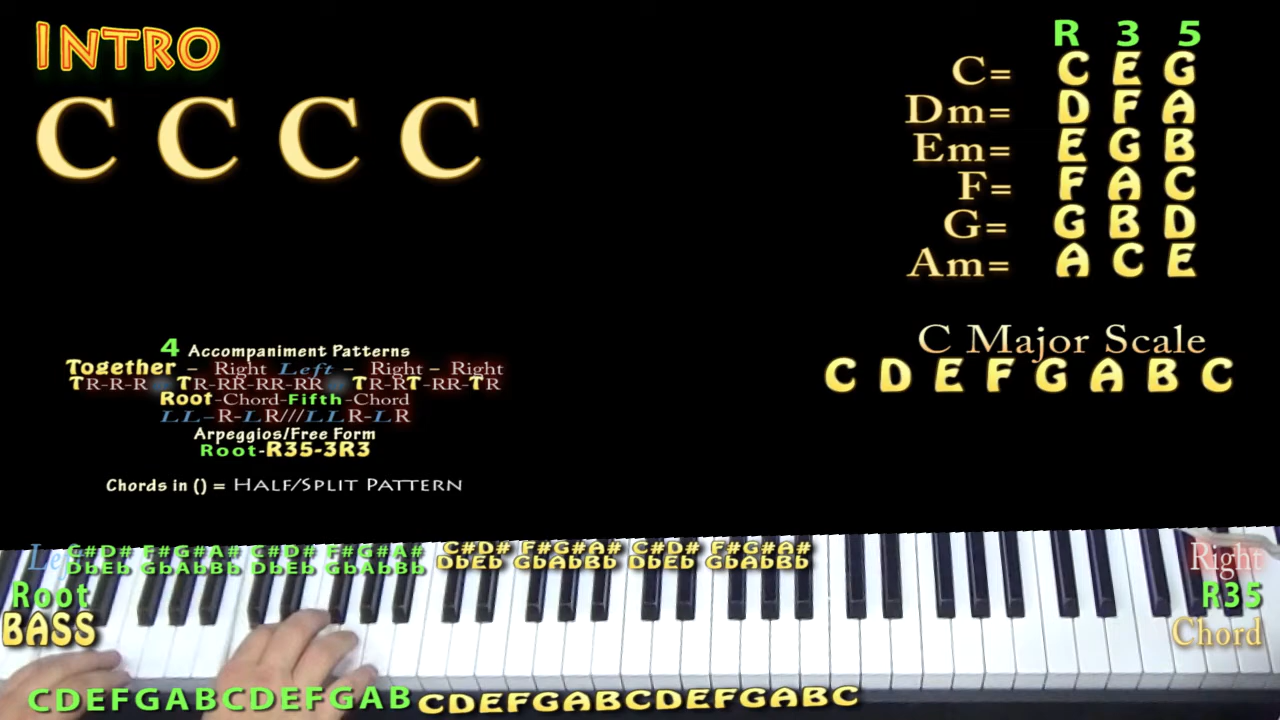 INTRO
C C C C
R 3 5
C= C E G
Dm= D F A
Em= E G B
F= F A C
G= G B D
Am= A C E
C Major Scale
C D E F G A B C
4 Accompaniment Patterns
Together – Right Left – Right – Right
TR-R-R TR-RR-RR-RR TR-RT-RR-TR
Root-Chord-Fifth-Chord
LL-R-LR///LLR-LR
Arpeggios/Free Form
Root-R35-3R3
Chords in () = HALF/SPLIT PATTERN
Left
C#D# F#G#A# C#D# F#G#A# C#D# F#G#A# C#D# F#G#A#
DbEb GbAbBb DbEb GbAbBb DbEb GbAbBb DbEb GbAbBb
Right
Root
R35
BASS
Chord
CDEFGABCDEFGAB CDEFGABCDEFGABC